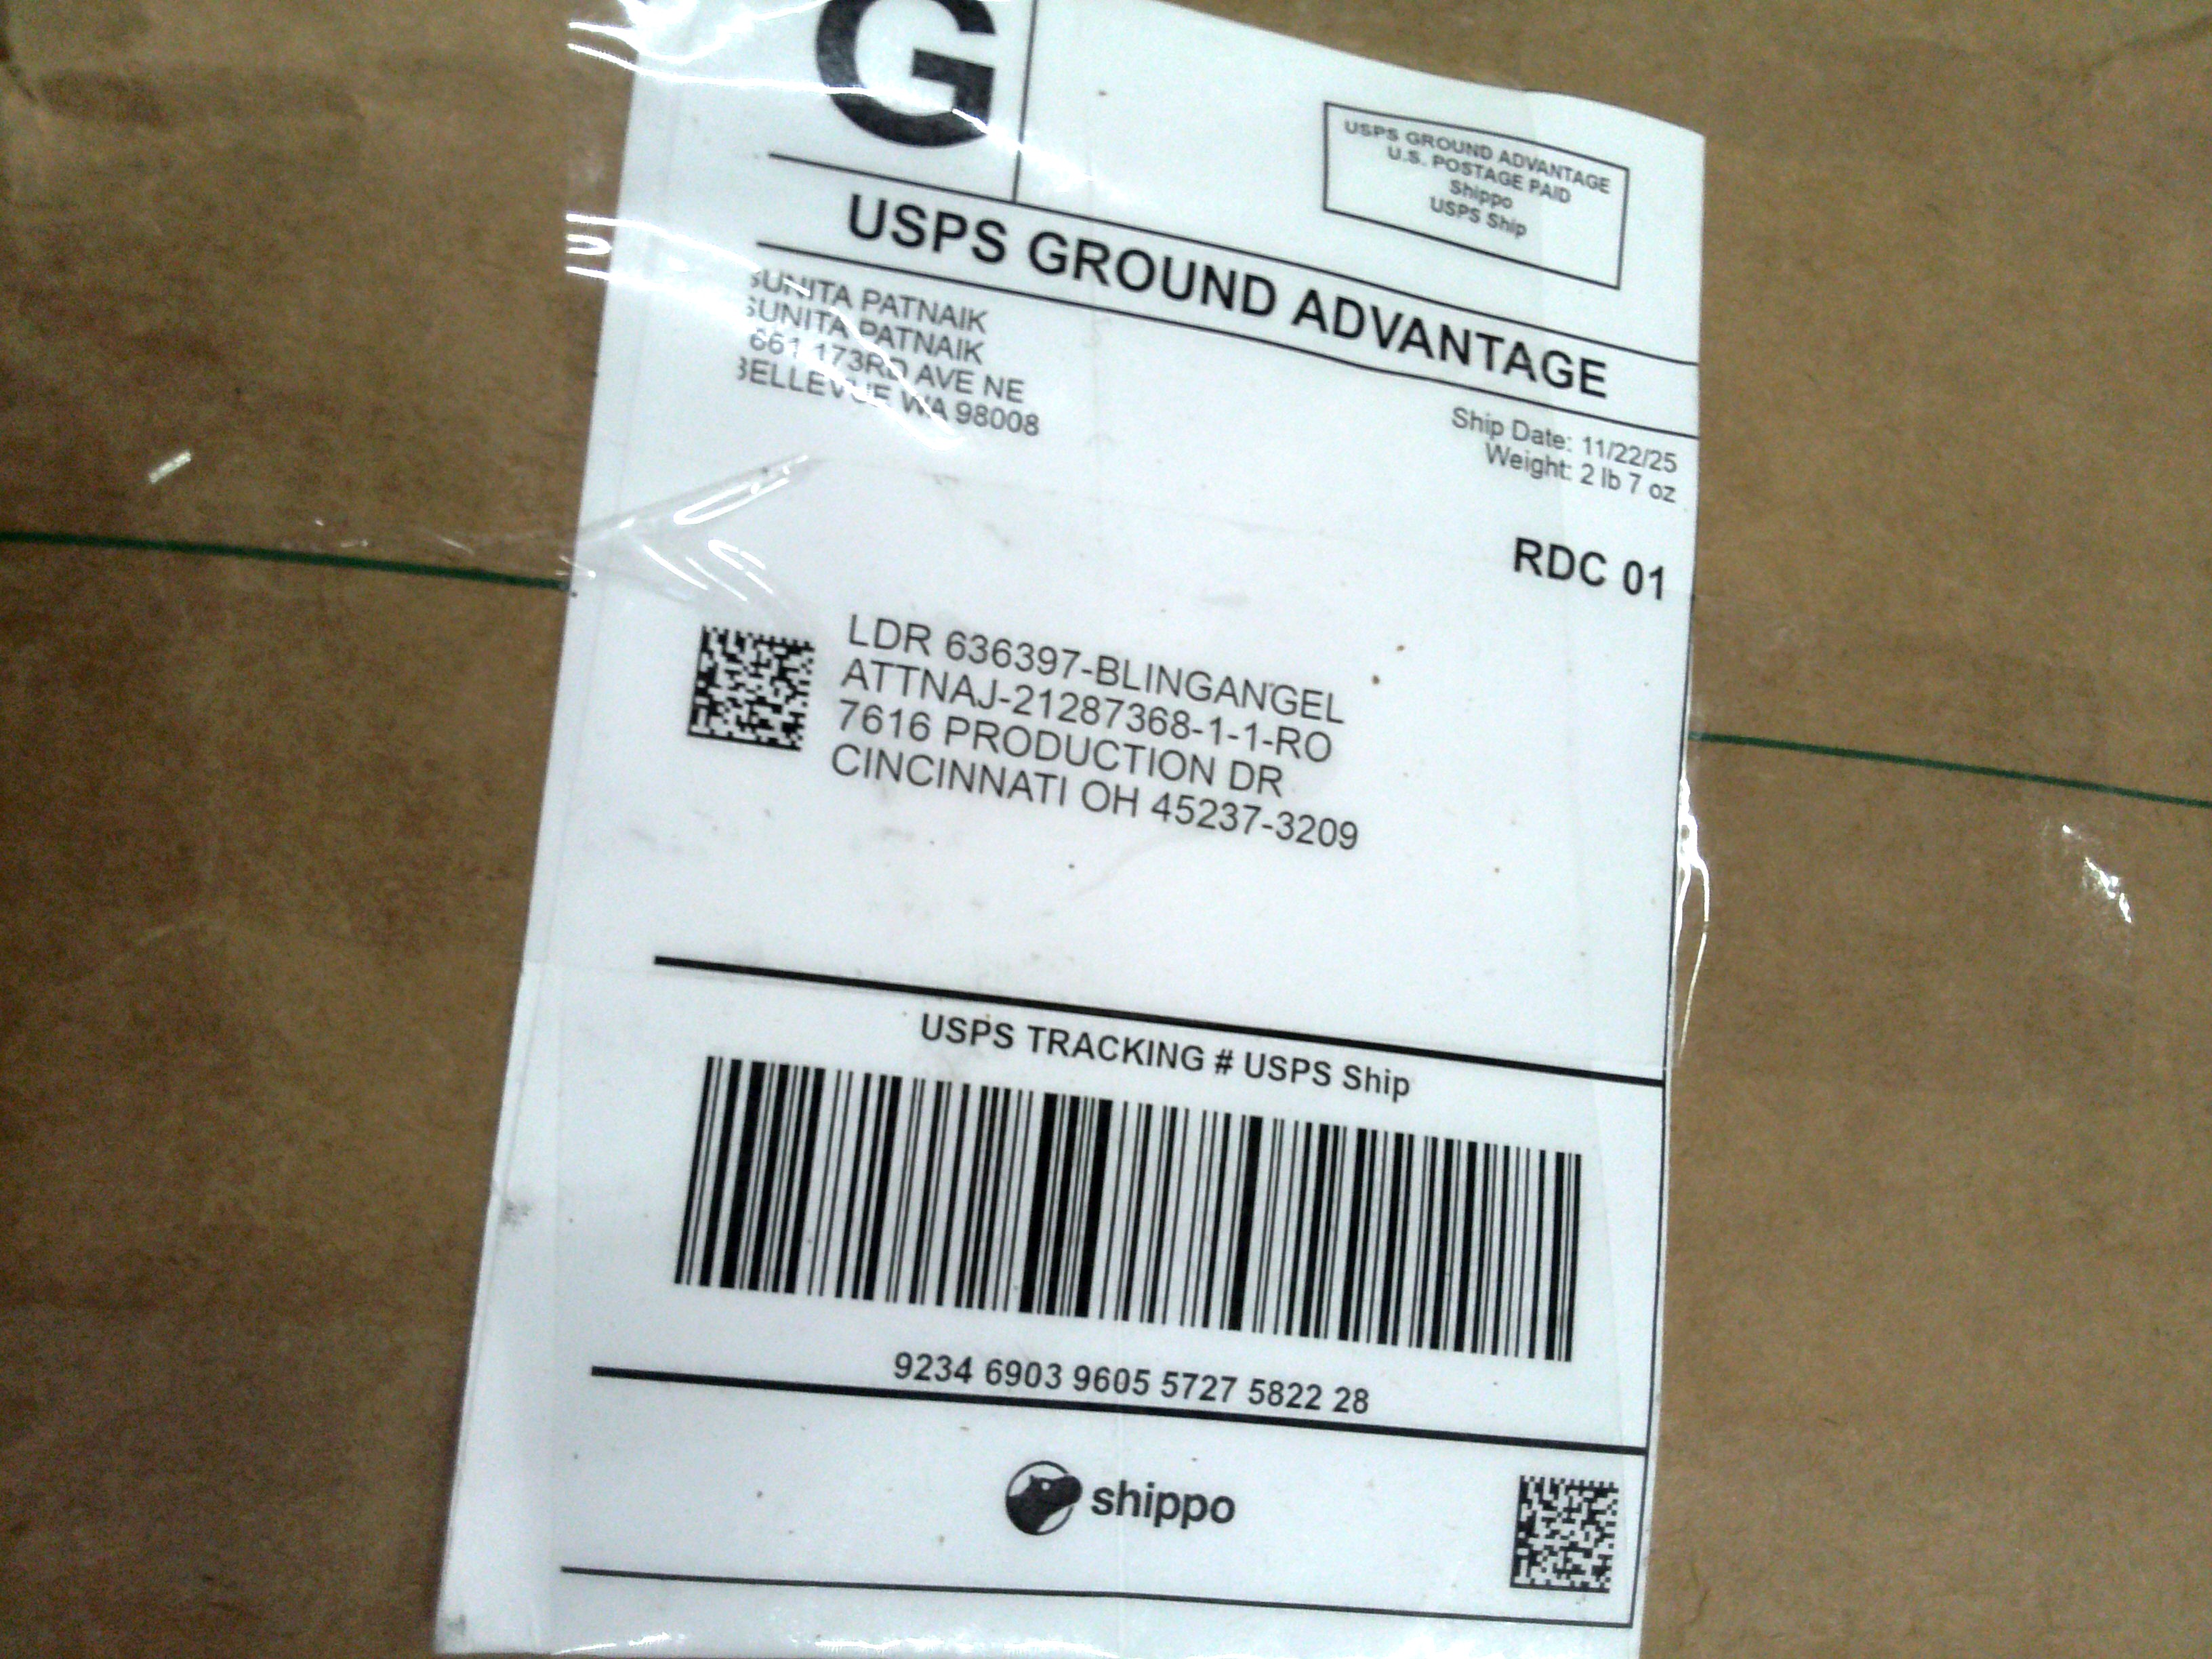 G
USPS GROUND ADVANTAGE
U.S. POSTAGE PAID
Shippo
USPS Ship
USPS GROUND ADVANTAGE
SUNITA PATNAIK
SUNITA PATNAIK
661 173RD AVE NE
BELLEVUE WA 98008
Ship Date: 11/22/25
Weight: 2 lb 7 oz
RDC 01
LDR 636397-BLINGANGEL
ATTNAJ-21287368-1-1-RO
7616 PRODUCTION DR
CINCINNATI OH 45237-3209
USPS TRACKING # USPS Ship
9234 6903 9605 5727 5822 28
shippo